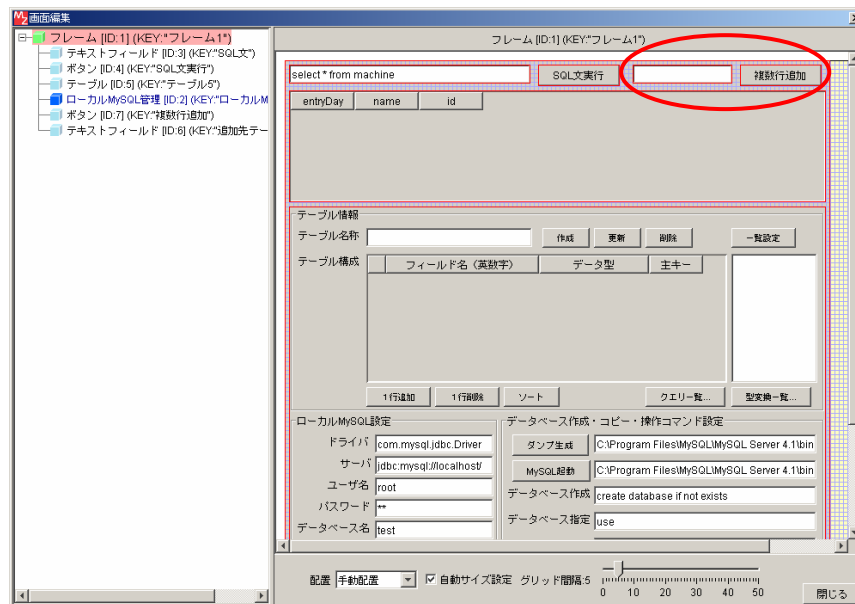 画面編集
フレーム [ID:1] (KEY:"フレーム1")
テキストフィールド [ID:3] (KEY:"SQL文")
ボタン [ID:4] (KEY:"SQL文実行")
テーブル [ID:5] (KEY:"テーブル5")
ローカルMySQL管理 [ID:2] (KEY:"ローカルM
ボタン [ID:7] (KEY:"複数行追加")
テキストフィールド [ID:6] (KEY:"追加先テー
フレーム [ID:1] (KEY:"フレーム1")
select * from machine SQL文実行 複数行追加
entryDay name id
テーブル情報
テーブル名称 作成 更新 削除 一覧設定
テーブル構成 フィールド名（英数字） データ型 主キー
1行追加 1行削除 ソート クエリ一覧... 型変換一覧...
ローカルMySQL設定
ドライバ com.mysql.jdbc.Driver
サーバ jdbc:mysql://localhost/
ユーザ名 root
パスワード **
データベース名 test
データベース作成・コピー・操作コマンド設定
ダンプ生成 C:\Program Files\MySQL\MySQL Server 4.1\bin
MySQL起動 C:\Program Files\MySQL\MySQL Server 4.1\bin
データベース作成 create database if not exists
データベース指定 use
配置 手動配置 自動サイズ設定 グリッド間隔:5
0 10 20 30 40 50
閉じる